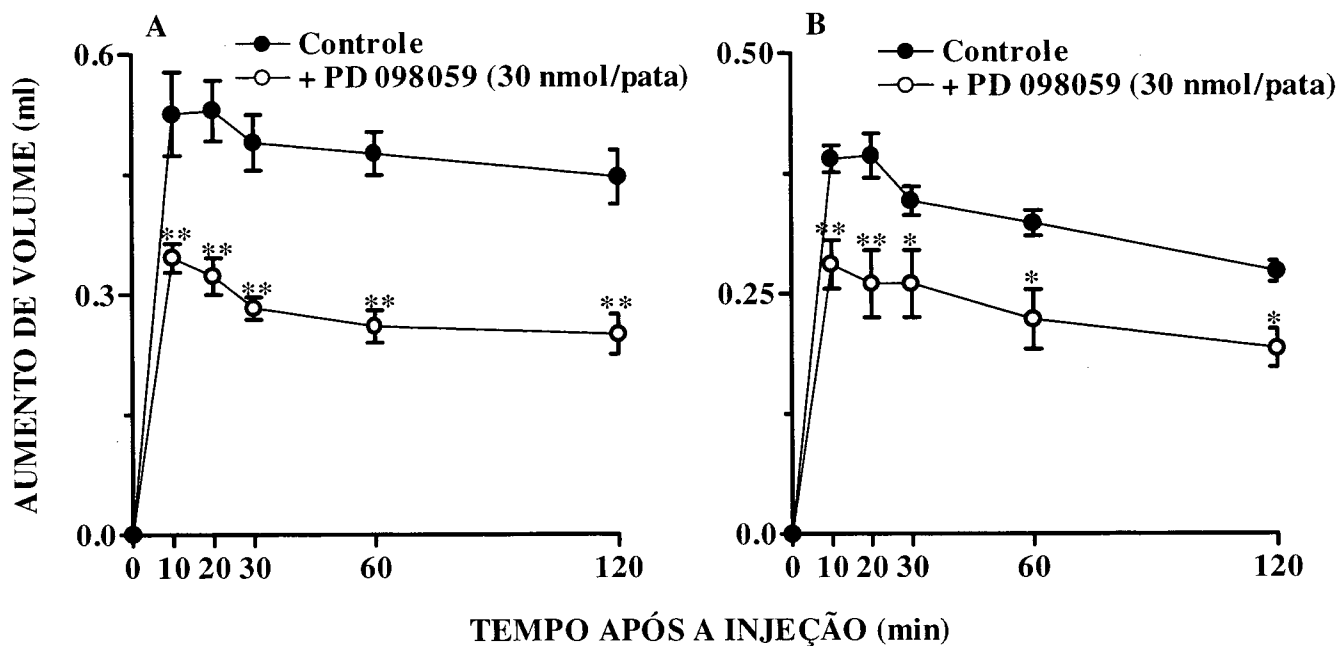 A
Controle
+ PD 098059 (30 nmol/pata)
0.6
0.3
0.0
** ** ** ** **
0 10 20 30 60 120
B
Controle
+ PD 098059 (30 nmol/pata)
0.50
0.25
0.0
** ** * * *
0 10 20 30 60 120
AUMENTO DE VOLUME (ml)
TEMPO APÓS A INJEÇÃO (min)